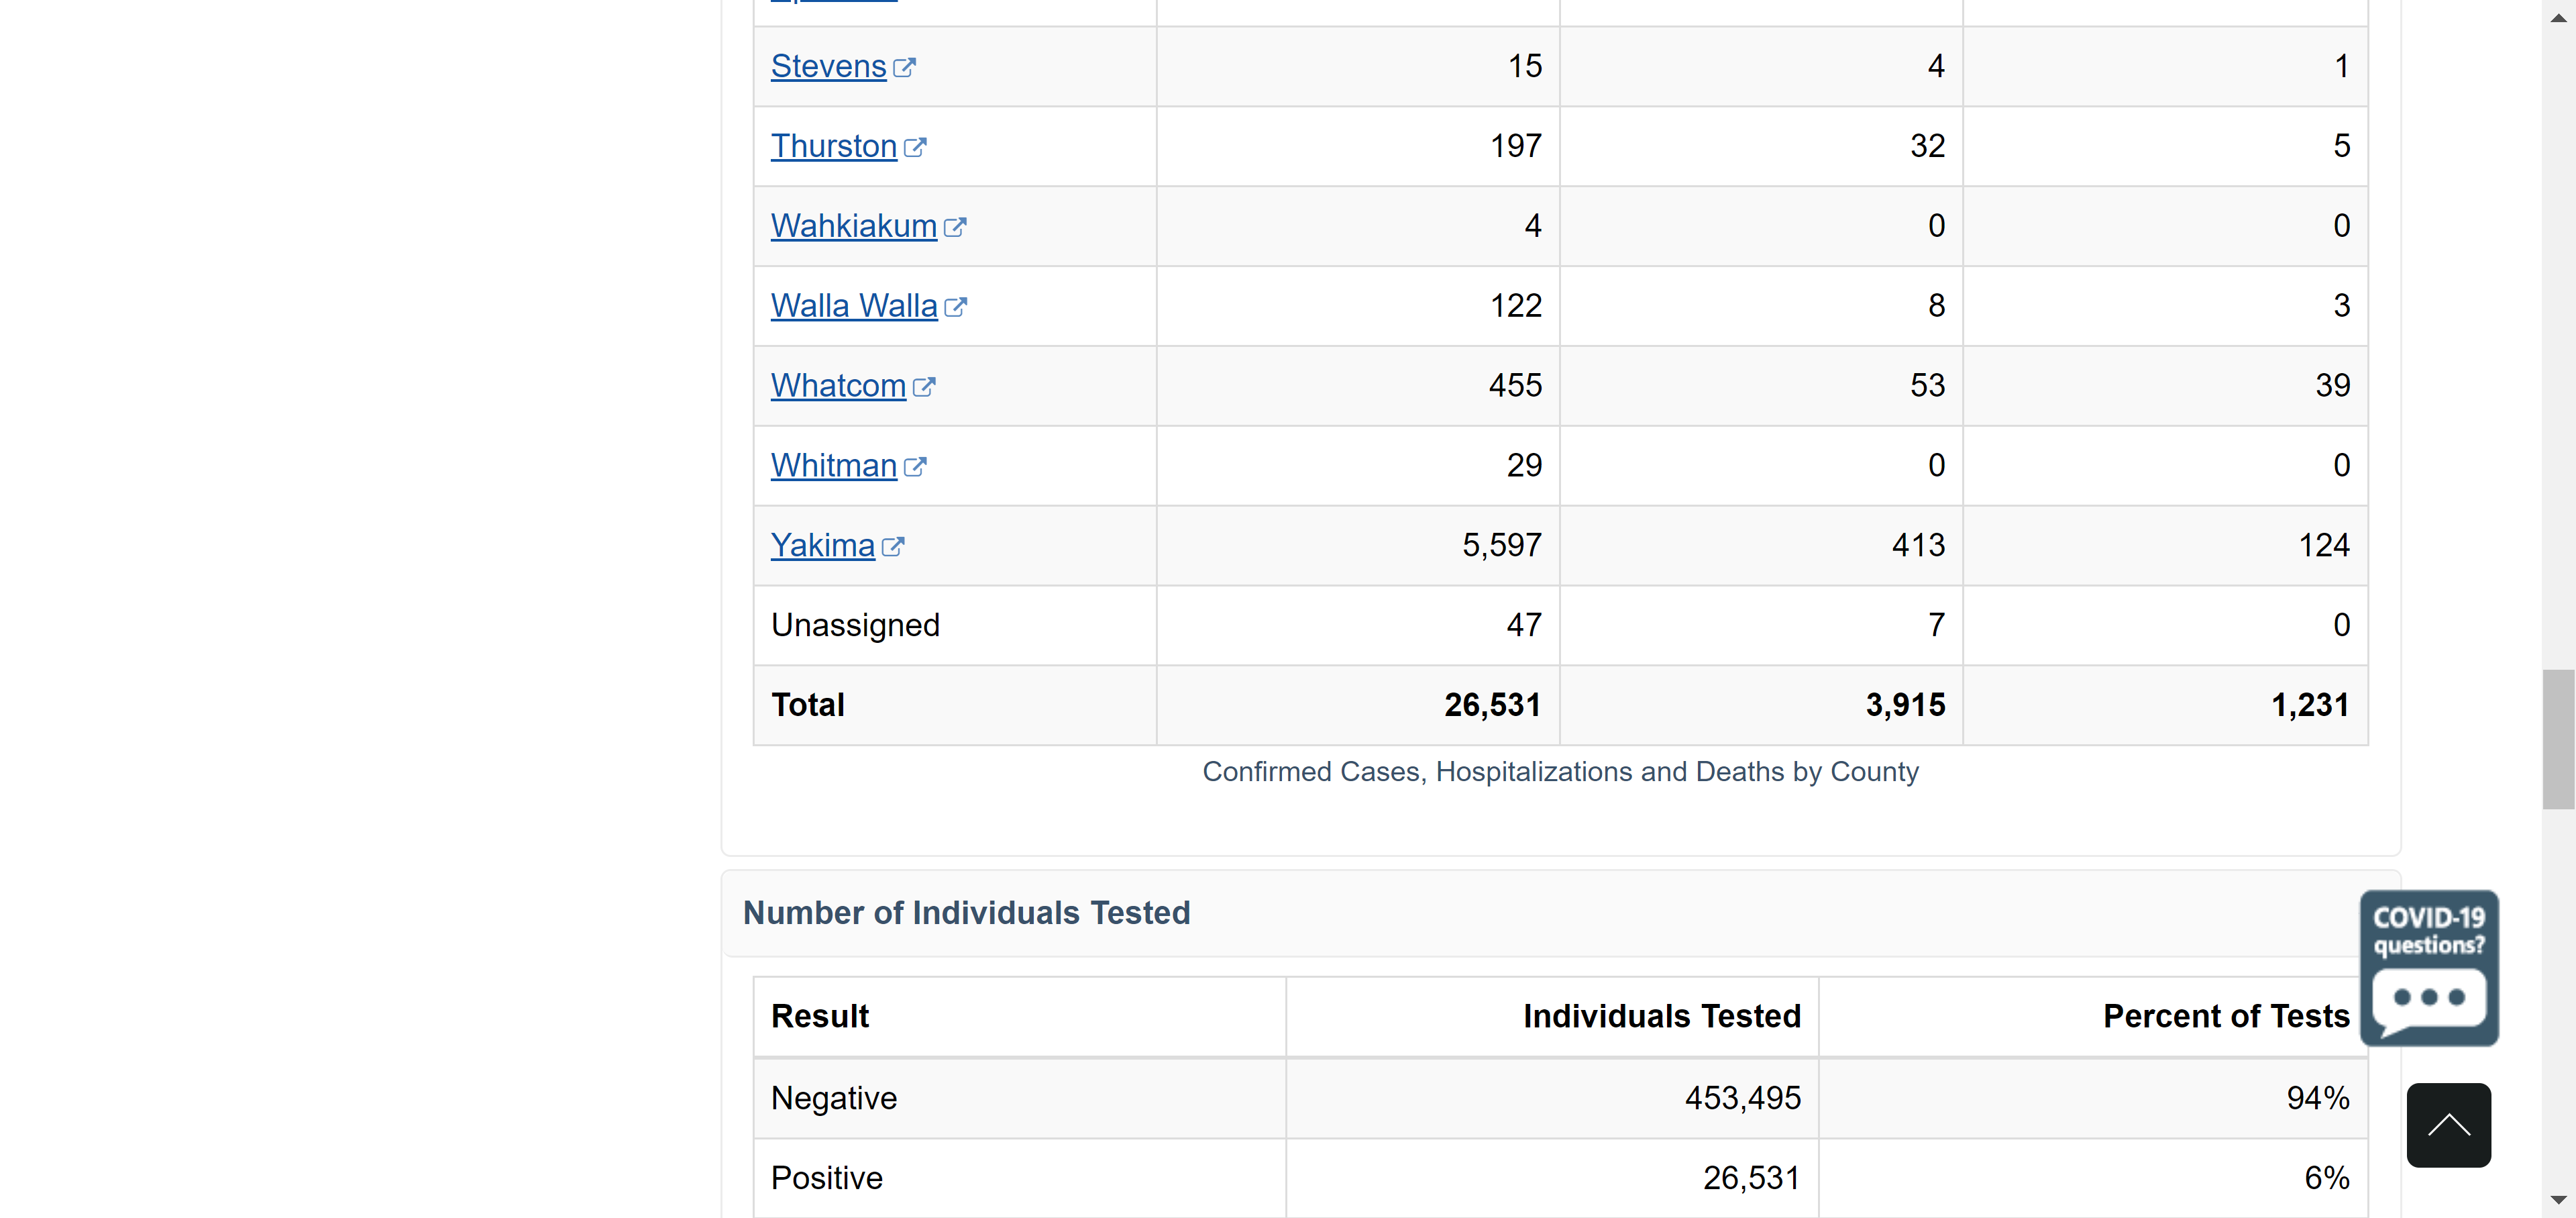 Stevens 15 4 1
Thurston 197 32 5
Wahkiakum 4 0 0
Walla Walla 122 8 3
Whatcom 455 53 39
Whitman 29 0 0
Yakima 5,597 413 124
Unassigned 47 7 0
Total 26,531 3,915 1,231
Confirmed Cases, Hospitalizations and Deaths by County
Number of Individuals Tested
COVID-19
questions?
Result Individuals Tested Percent of Tests
Negative 453,495 94%
Positive 26,531 6%